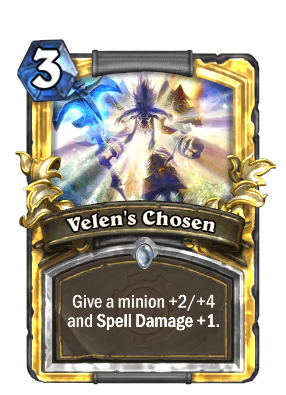 3
Velen's Chosen
Give a minion +2/+4
and Spell Damage +1.